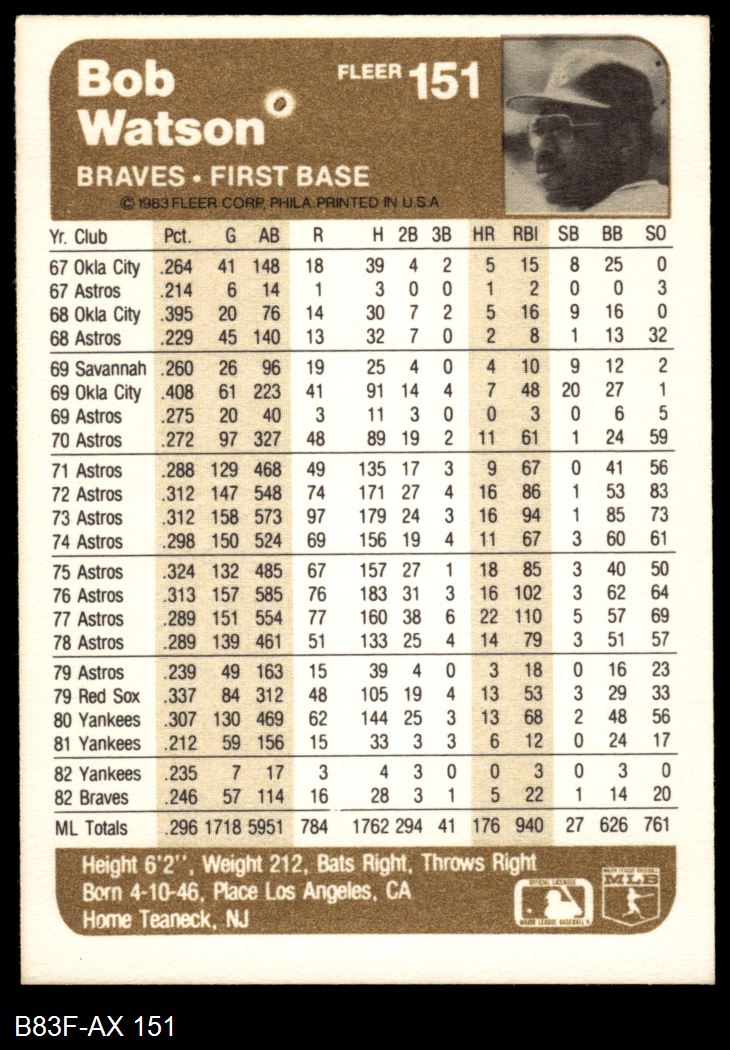 Bob
Watson
FLEER 151
BRAVES • FIRST BASE
© 1983 FLEER CORP., PHILA. PRINTED IN U.S.A
Yr. Club Pct. G AB R H 2B 3B HR RBI SB BB SO
67 Okla City .264 41 148 18 39 4 2 5 15 8 25 0
67 Astros .214 6 14 1 3 0 0 1 2 0 0 3
68 Okla City .395 20 76 14 30 7 2 5 16 9 16 0
68 Astros .229 45 140 13 32 7 0 2 8 1 13 32
69 Savannah .260 26 96 19 25 4 0 4 10 9 12 2
69 Okla City .408 61 223 41 91 14 4 7 48 20 27 1
69 Astros .275 20 40 3 11 3 0 0 3 0 6 5
70 Astros .272 97 327 48 89 19 2 11 61 1 24 59
71 Astros .288 129 468 49 135 17 3 9 67 0 41 56
72 Astros .312 147 548 74 171 27 4 16 86 1 53 83
73 Astros .312 158 573 97 179 24 3 16 94 1 85 73
74 Astros .298 150 524 69 156 19 4 11 67 3 60 61
75 Astros .324 132 485 67 157 27 1 18 85 3 40 50
76 Astros .313 157 585 76 183 31 3 16 102 3 62 64
77 Astros .289 151 554 77 160 38 6 22 110 5 57 69
78 Astros .289 139 461 51 133 25 4 14 79 3 51 57
79 Astros .239 49 163 15 39 4 0 3 18 0 16 23
79 Red Sox .337 84 312 48 105 19 4 13 53 3 29 33
80 Yankees .307 130 469 62 144 25 3 13 68 2 48 56
81 Yankees .212 59 156 15 33 3 3 6 12 0 24 17
82 Yankees .235 7 17 3 4 3 0 0 3 0 3 0
82 Braves .246 57 114 16 28 3 1 5 22 1 14 20
ML Totals .296 1718 5951 784 1762 294 41 176 940 27 626 761
Height 6'2'', Weight 212, Bats Right, Throws Right
Born 4-10-46, Place Los Angeles, CA
Home Teaneck, NJ
OFFICIAL LICENSEE
MAJOR LEAGUE BASEBALL
MAJOR LEAGUE BASEBALL
MLB
B83F-AX 151